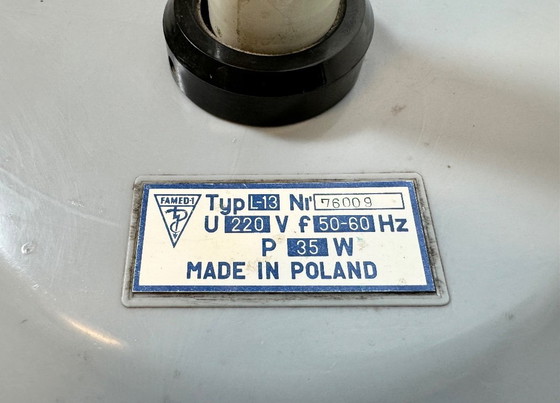 FAMED-1
Typ L-13 Nr 76009
U 220 V f 50-60 Hz
P 35 W
MADE IN POLAND